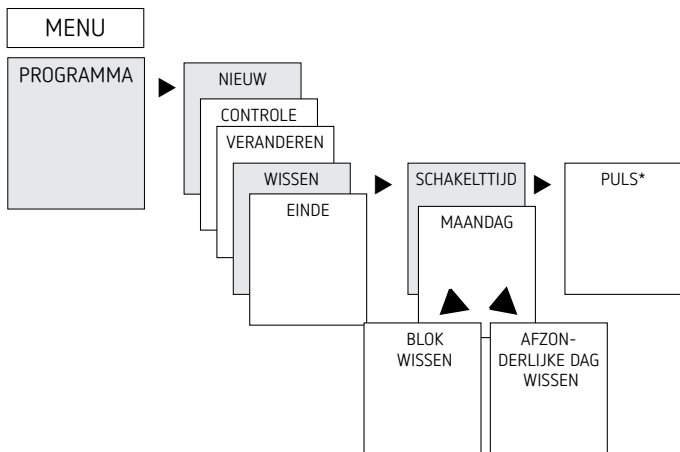 MENU
PROGRAMMA
NIEUW
CONTROLE
VERANDEREN
WISSEN
EINDE
SCHAKELTTIJD
MAANDAG
PULS*
BLOK
WISSEN
AFZON-
DERLIJKE DAG
WISSEN